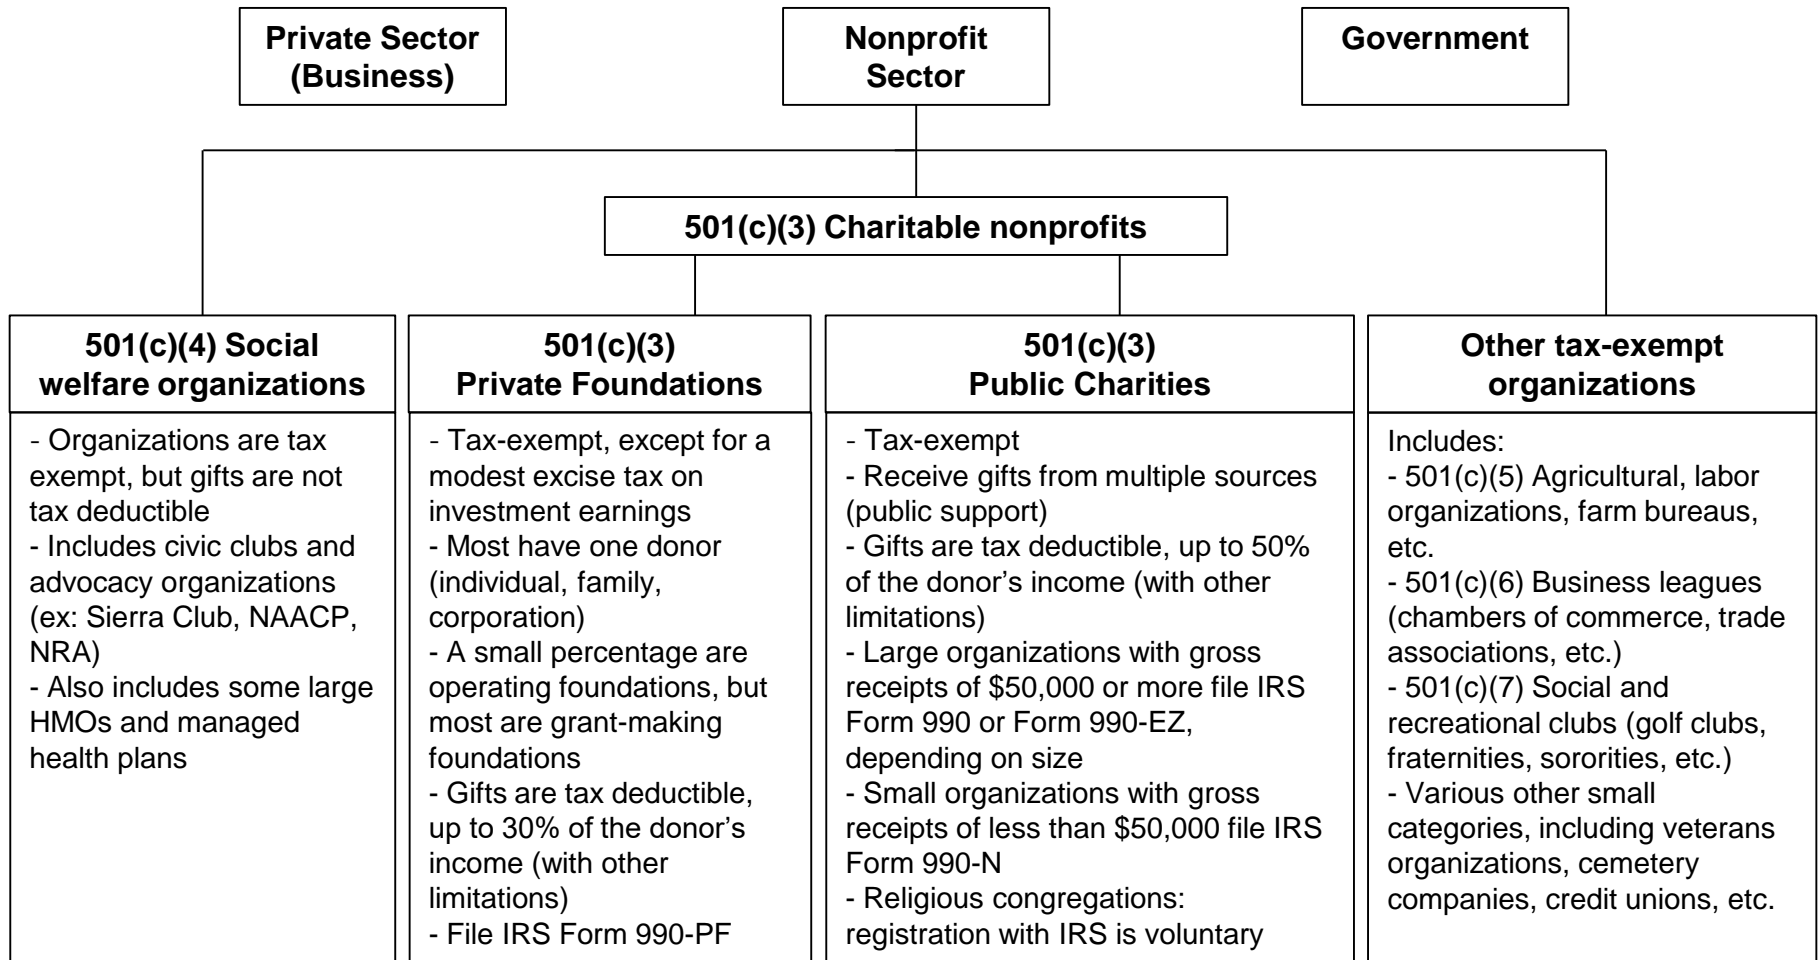 Private Sector
(Business)
Nonprofit
Sector
Government
501(c)(3) Charitable nonprofits
501(c)(4) Social
welfare organizations
- Organizations are tax
exempt, but gifts are not
tax deductible
- Includes civic clubs and
advocacy organizations
(ex: Sierra Club, NAACP,
NRA)
- Also includes some large
HMOs and managed
health plans
501(c)(3)
Private Foundations
- Tax-exempt, except for a
modest excise tax on
investment earnings
- Most have one donor
(individual, family,
corporation)
- A small percentage are
operating foundations, but
most are grant-making
foundations
- Gifts are tax deductible,
up to 30% of the donor’s
income (with other
limitations)
- File IRS Form 990-PF
501(c)(3)
Public Charities
- Tax-exempt
- Receive gifts from multiple sources
(public support)
- Gifts are tax deductible, up to 50%
of the donor’s income (with other
limitations)
- Large organizations with gross
receipts of $50,000 or more file IRS
Form 990 or Form 990-EZ,
depending on size
- Small organizations with gross
receipts of less than $50,000 file IRS
Form 990-N
- Religious congregations:
registration with IRS is voluntary
Other tax-exempt
organizations
Includes:
- 501(c)(5) Agricultural, labor
organizations, farm bureaus,
etc.
- 501(c)(6) Business leagues
(chambers of commerce, trade
associations, etc.)
- 501(c)(7) Social and
recreational clubs (golf clubs,
fraternities, sororities, etc.)
- Various other small
categories, including veterans
organizations, cemetery
companies, credit unions, etc.